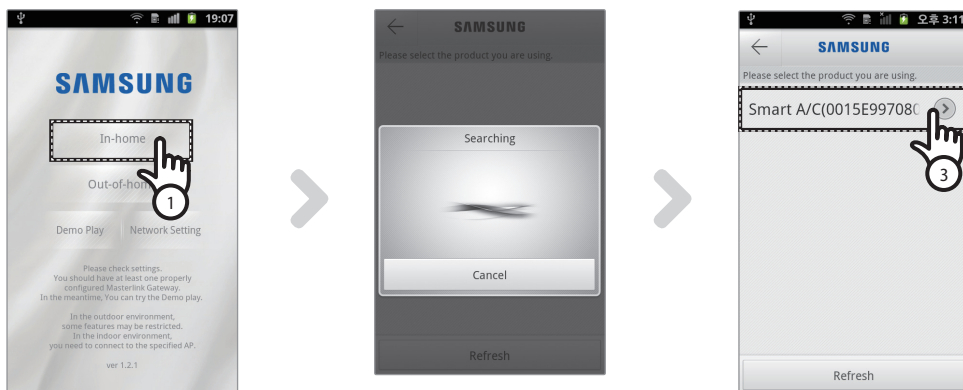 19:07
SAMSUNG
In-home
Out-of-hom
1
Demo Play
Network Setting
Please check settings.
You should have at least one properly
configured Masterlink Gateway.
In the meantime, You can try the Demo play.
In the outdoor environment,
some features may be restricted.
In the indoor environment,
you need to connect to the specified AP.
ver 1.2.1
SAMSUNG
Please select the product you are using.
Searching
Cancel
Refresh
오후 3:11
SAMSUNG
Please select the product you are using.
Smart A/C(0015E997080
3
Refresh